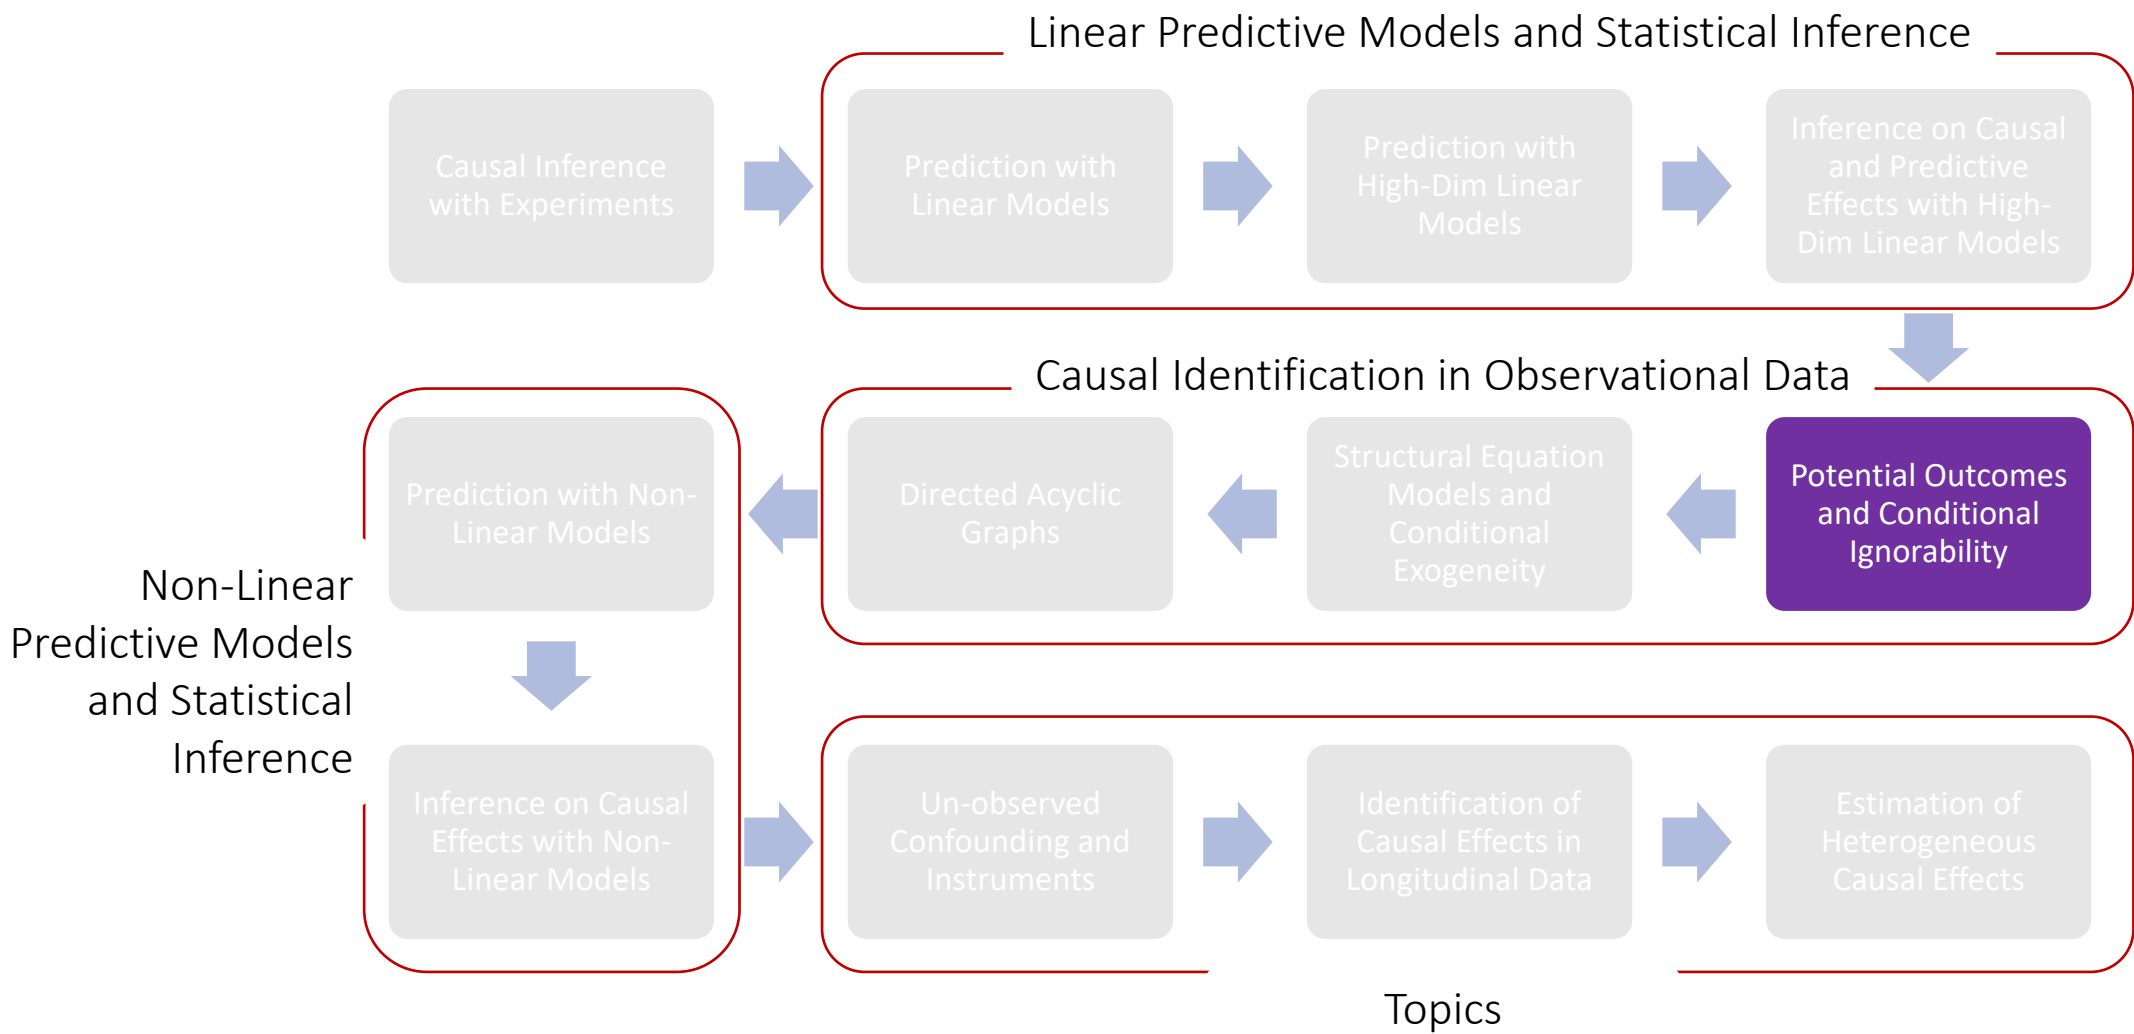 Linear Predictive Models and Statistical Inference
Causal Inference
with Experiments
Prediction with
Linear Models
Prediction with
High-Dim Linear
Models
Inference on Causal
and Predictive
Effects with High-
Dim Linear Models
Causal Identification in Observational Data
Potential Outcomes
and Conditional
Ignorability
Structural Equation
Models and
Conditional
Exogeneity
Directed Acyclic
Graphs
Prediction with Non-
Linear Models
Non-Linear
Predictive Models
and Statistical
Inference
Inference on Causal
Effects with Non-
Linear Models
Un-observed
Confounding and
Instruments
Identification of
Causal Effects in
Longitudinal Data
Estimation of
Heterogeneous
Causal Effects
Topics